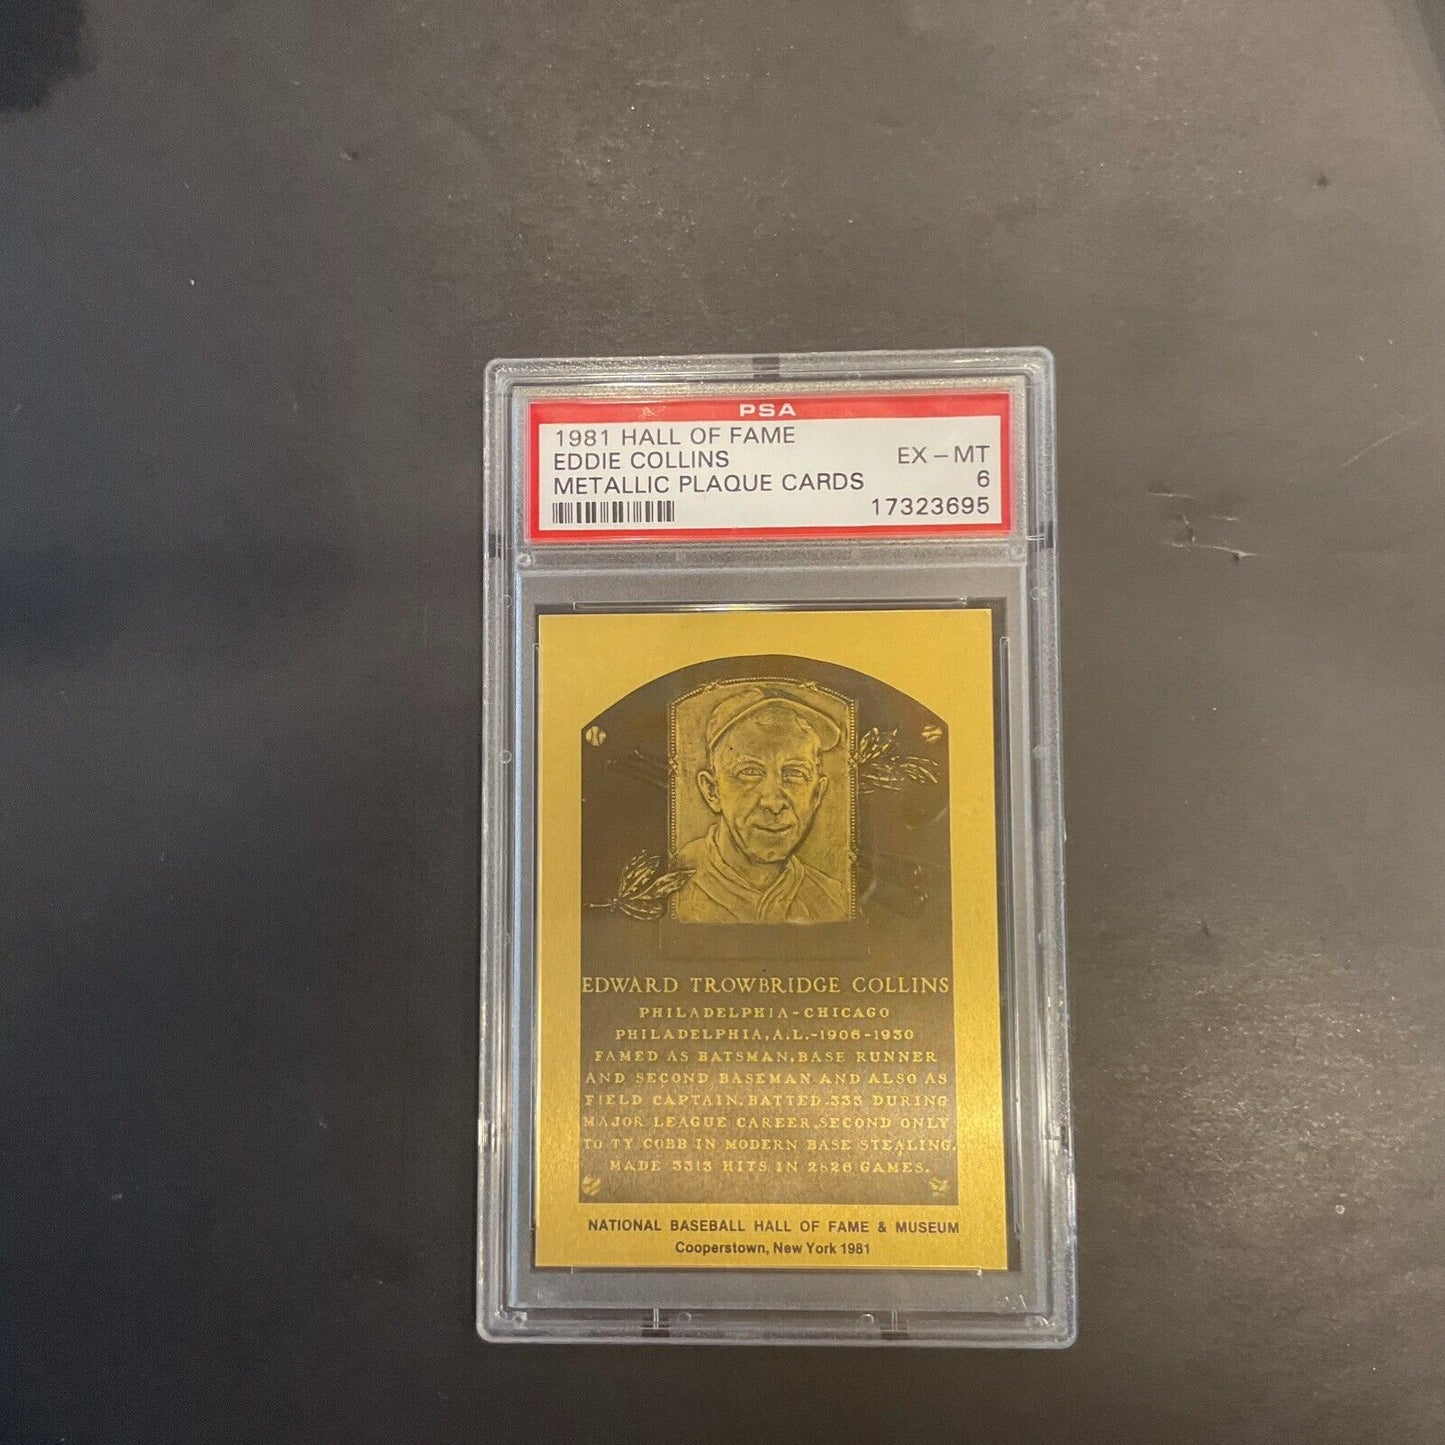 PSA
1981 HALL OF FAME
EDDIE COLLINS EX - MT
METALLIC PLAQUE CARDS 6
17323695
EDWARD TROWBRIDGE COLLINS
PHILADELPHIA-CHICAGO
PHILADELPHIA, A.L.-1906-1930
FAMED AS BATSMAN, BASE RUNNER
AND SECOND BASEMAN AND ALSO AS
FIELD CAPTAIN. BATTED .333 DURING
MAJOR LEAGUE CAREER, SECOND ONLY
TO TY COBB IN MODERN BASE STEALING.
MADE 3313 HITS IN 2826 GAMES.
NATIONAL BASEBALL HALL OF FAME & MUSEUM
Cooperstown, New York 1981